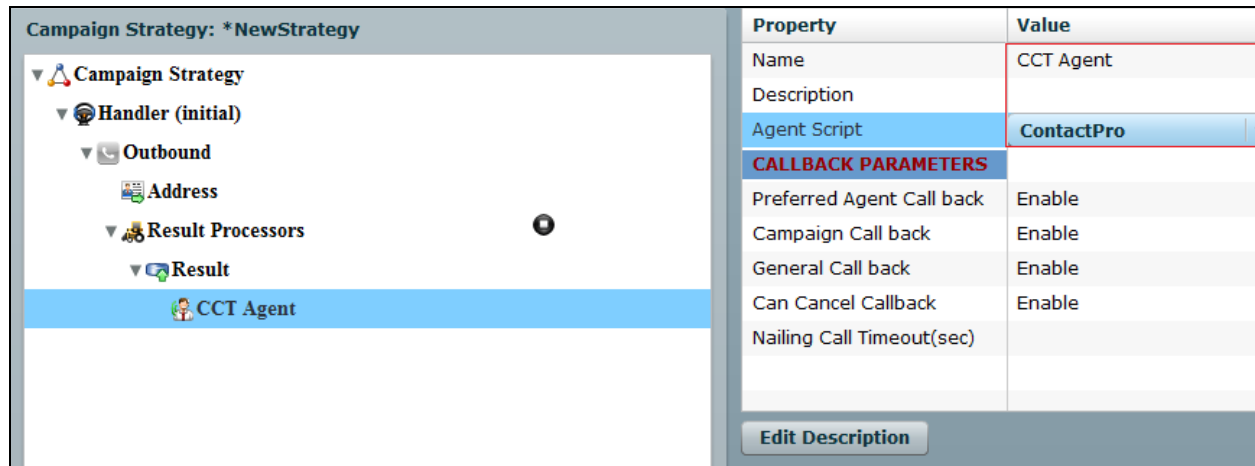 Campaign Strategy: *NewStrategy
Campaign Strategy
Handler (initial)
Outbound
Address
Result Processors
Result
CCT Agent
Property Value
Name CCT Agent
Description
Agent Script ContactPro
CALLBACK PARAMETERS
Preferred Agent Call back Enable
Campaign Call back Enable
General Call back Enable
Can Cancel Callback Enable
Nailing Call Timeout(sec)
Edit Description